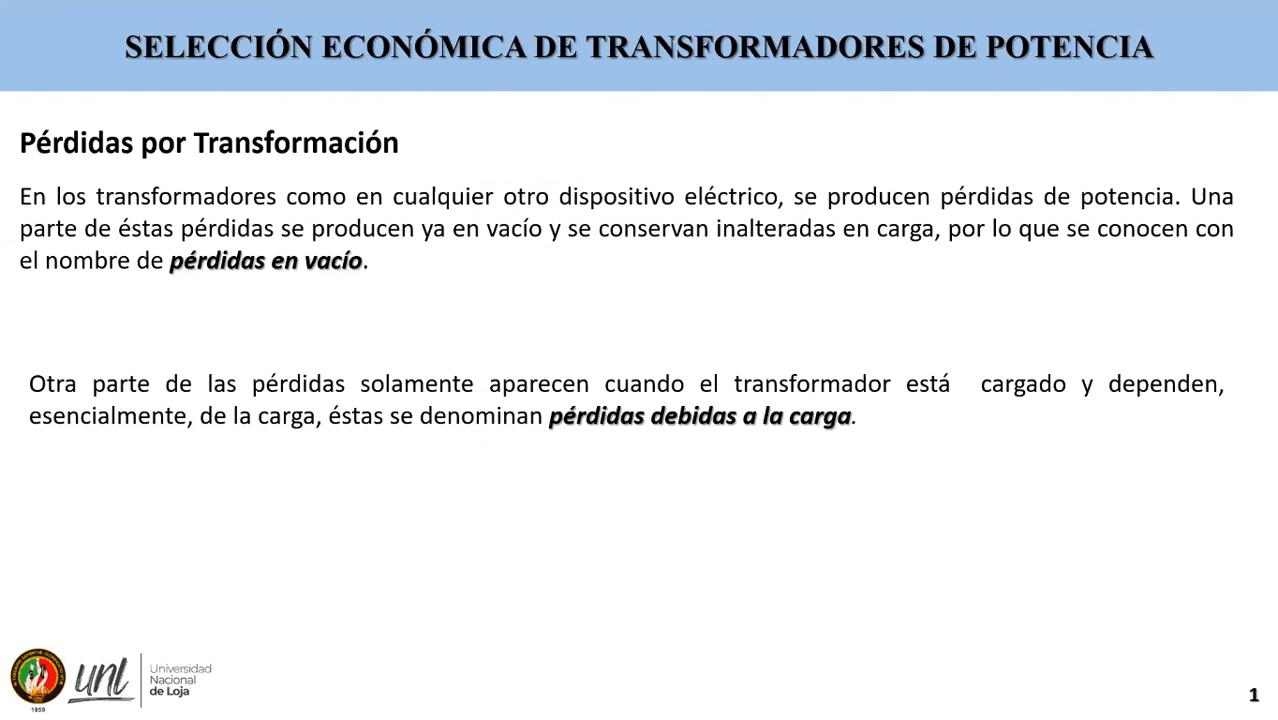 SELECCIÓN ECONÓMICA DE TRANSFORMADORES DE POTENCIA
Pérdidas por Transformación
En los transformadores como en cualquier otro dispositivo eléctrico, se producen pérdidas de potencia. Una
parte de éstas pérdidas se producen ya en vacío y se conservan inalteradas en carga, por lo que se conocen con
el nombre de pérdidas en vacío.
Otra parte de las pérdidas solamente aparecen cuando el transformador está cargado y dependen,
esencialmente, de la carga, éstas se denominan pérdidas debidas a la carga.
unl
Universidad
Nacional
de Loja
1859
1